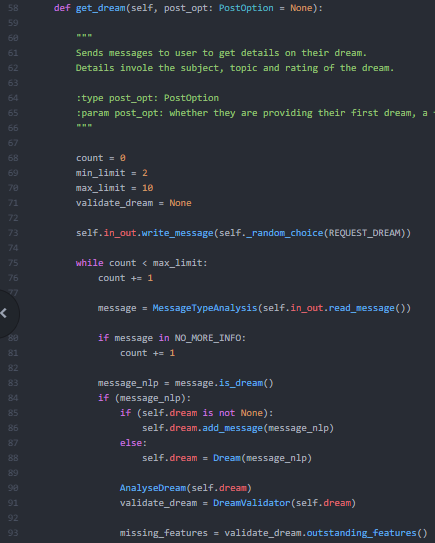 58 def get_dream(self, post_opt: PostOption = None):
59
60 """
61 Sends messages to user to get details on their dream.
62 Details invole the subject, topic and rating of the dream.
63
64 :type post_opt: PostOption
65 :param post_opt: whether they are providing their first dream, a
66 """
67
68 count = 0
69 min_limit = 2
70 max_limit = 10
71 validate_dream = None
72
73 self.in_out.write_message(self._random_choice(REQUEST_DREAM))
74
75 while count < max_limit:
76 count += 1
77
message = MessageTypeAnalysis(self.in_out.read_message())
80 if message in NO_MORE_INFO:
81 count += 1
82
83 message_nlp = message.is_dream()
84 if (message_nlp):
85 if (self.dream is not None):
86 self.dream.add_message(message_nlp)
87 else:
88 self.dream = Dream(message_nlp)
89
90 AnalyseDream(self.dream)
91 validate_dream = DreamValidator(self.dream)
92
93 missing_features = validate_dream.outstanding_features()